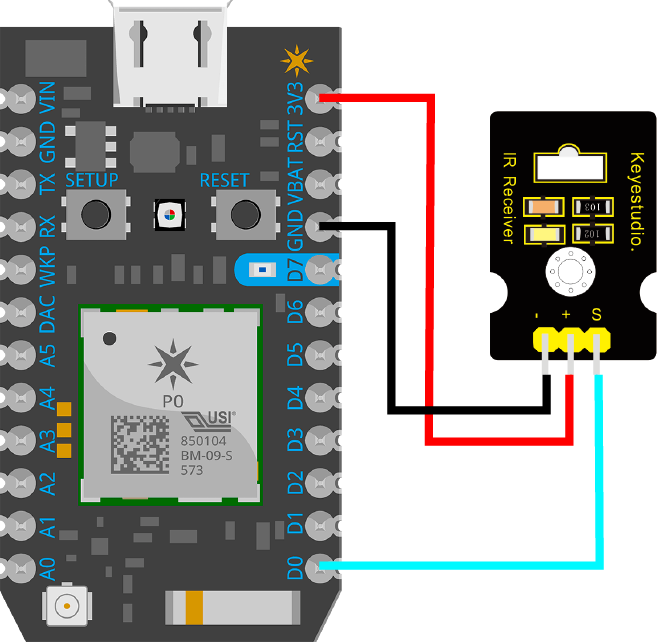 VIN
GND
TX
RX
WKP
DAC
A5
A4
A3
A2
A1
A0
SETUP
RESET
3V3
RST
VBAT
GND
D7
D6
D5
D4
D3
D2
D1
D0
P0
USI
850104
BM-09-S
573
IR Receiver
Keyestudio.
103
102
- + S